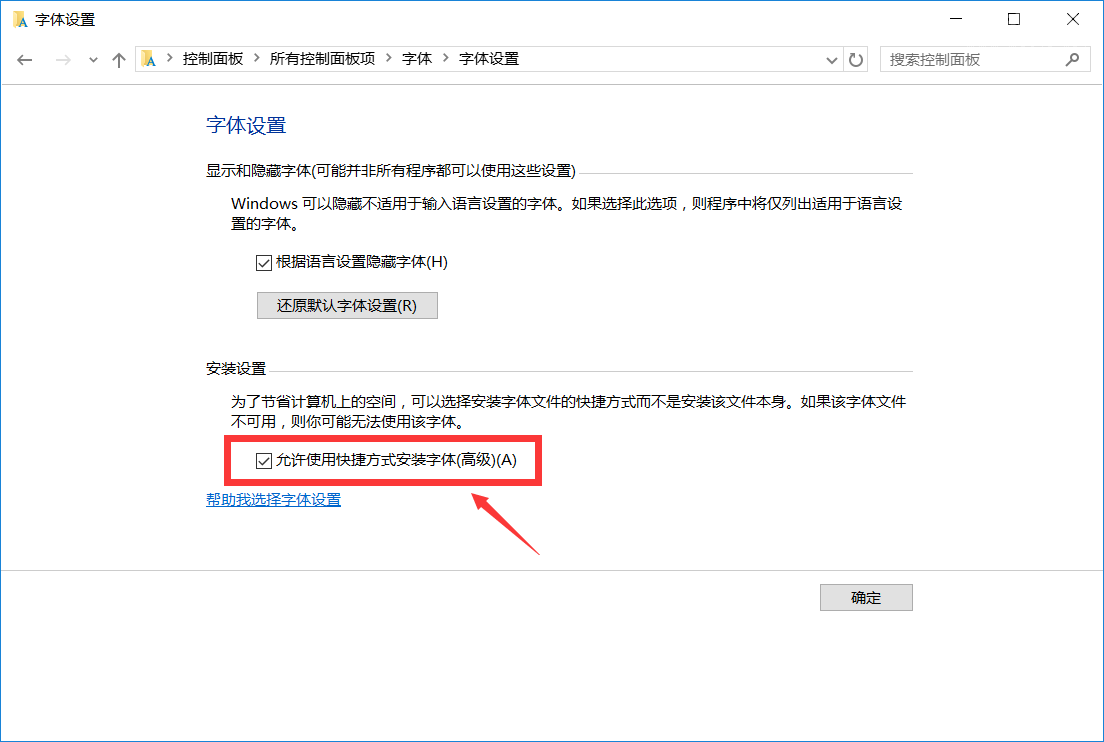 字体设置
控制面板 > 所有控制面板项 > 字体 > 字体设置
搜索控制面板
字体设置
显示和隐藏字体(可能并非所有程序都可以使用这些设置)
Windows 可以隐藏不适用于输入语言设置的字体。如果选择此选项，则程序中将仅列出适用于语言设
置的字体。
根据语言设置隐藏字体(H)
还原默认字体设置(R)
安装设置
为了节省计算机上的空间，可以选择安装字体文件的快捷方式而不是安装该文件本身。如果该字体文件
不可用，则你可能无法使用该字体。
允许使用快捷方式安装字体(高级)(A)
帮助我选择字体设置
确定